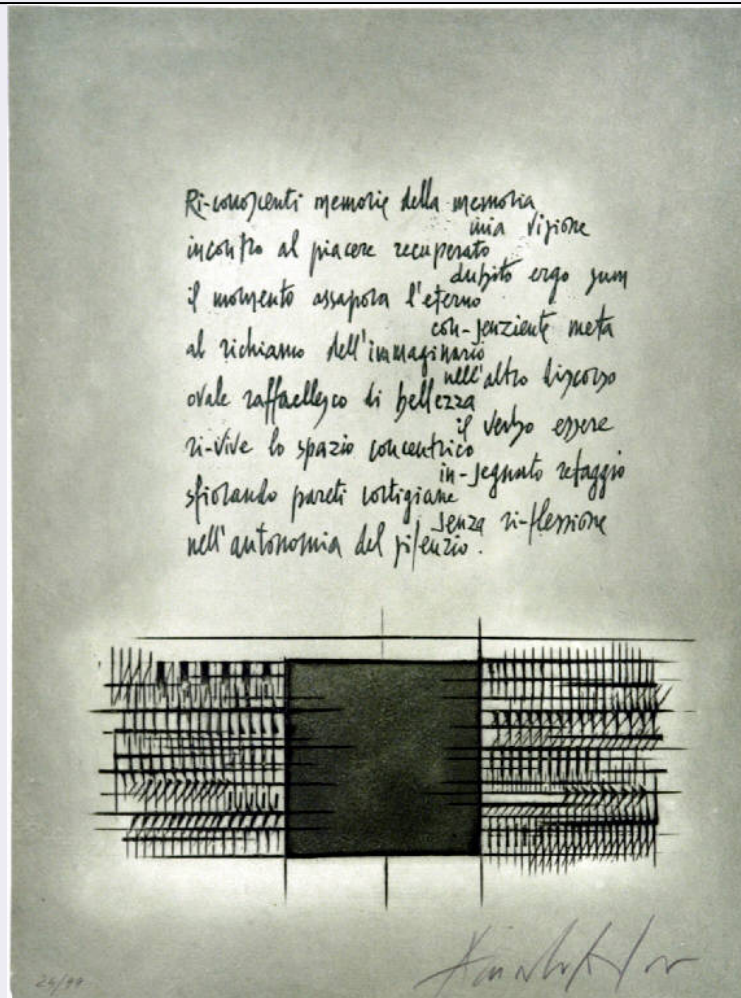 Ri-conoscenti memorie della memoria
mia visione
incontro al piacere recuperato
dubito ergo sum
il momento assapora l'eterno
con-senziente meta
al richiamo dell'immaginario
nell'altro discorso
ovale raffaellesco di bellezza
il verbo essere
ri-vive lo spazio concentrico
in-segnato retaggio
sfiorando pareti cortigiane
senza ri-flessione
nell'autonomia del silenzio.
24/99